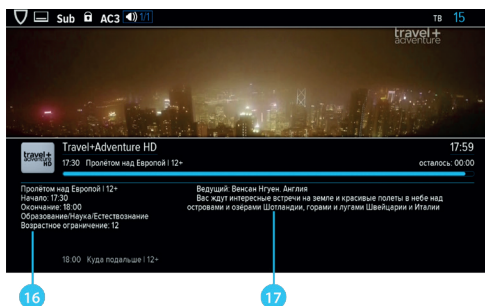 Sub AC3 1/1 ТВ 15
travel+
adventure
travel+
adventure
HD
Travel+Adventure HD 17:59
17:30 Пролётом над Европой | 12+ осталось: 00:00
Пролётом над Европой | 12+
Начало: 17:30
Окончание: 18:00
Образование/Наука/Естествознание
Возрастное ограничение: 12
Ведущий: Венсан Нгуен. Англия
Вас ждут интересные встречи на земле и красивые полеты в небе над
островами и озёрами Шотландии, горами и лугами Швейцарии и Италии
18:00 Куда подальше | 12+
16 17